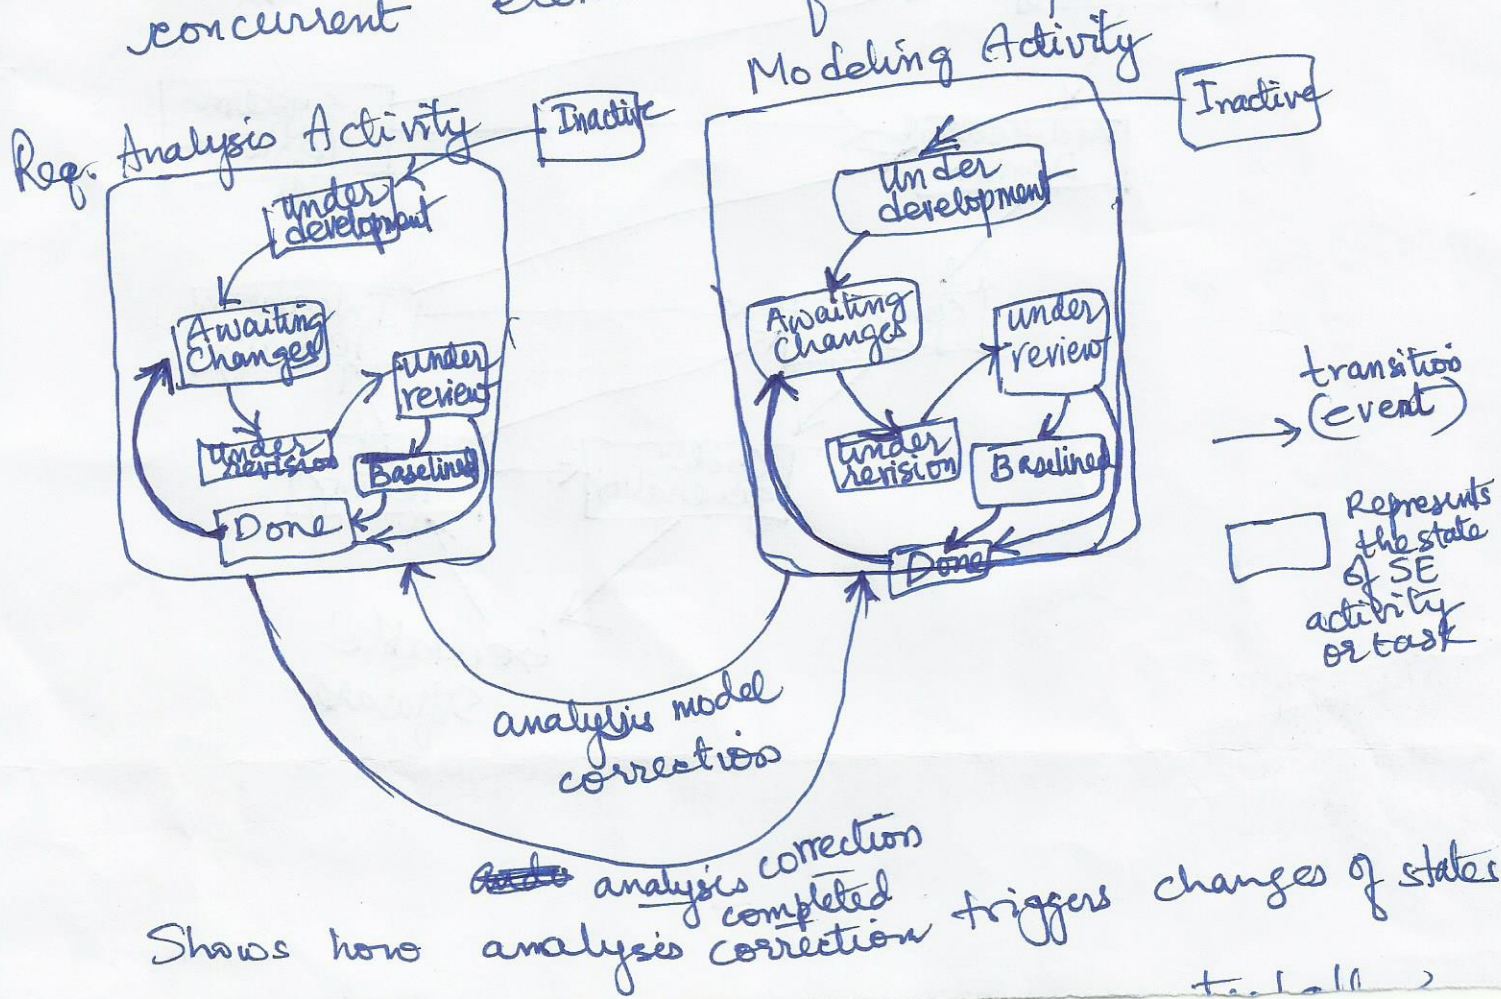 concurrent
Modeling Activity
Inactive
Req. Analysis Activity
Inactive
under
development
Awaiting
changes
under
review
under
revision
Baselined
Done
under
development
Awaiting
changes
under
review
under
revision
Baselined
Done
transition
(event)
Represents
the state
of SE
activity
or task
analysis model
correction
analysis correction
completed
Shows how analysis correction triggers changes of states